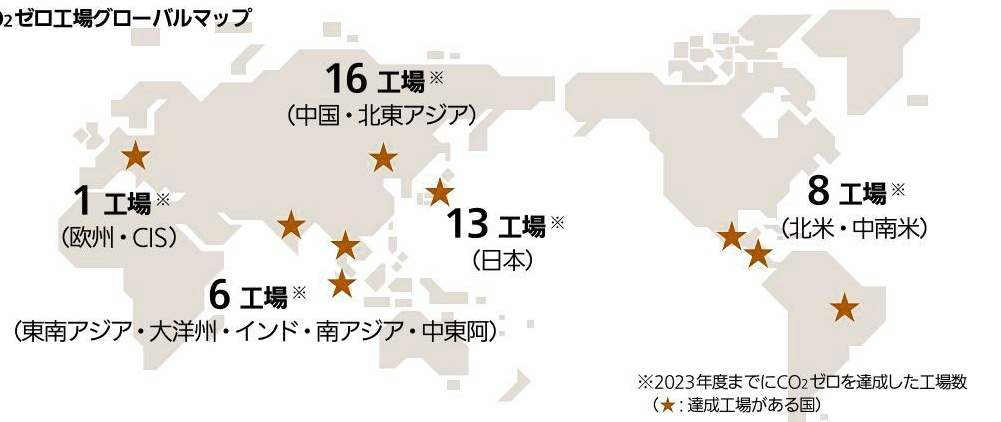 O₂ゼロ工場グローバルマップ
16 工場※
（中国・北東アジア）
1 工場※
（欧州・CIS）
13 工場※
（日本）
8 工場※
（北米・中南米）
6 工場※
（東南アジア・大洋州・インド・南アジア・中東阿）
※2023年度までにCO₂ゼロを達成した工場数
（★：達成工場がある国）